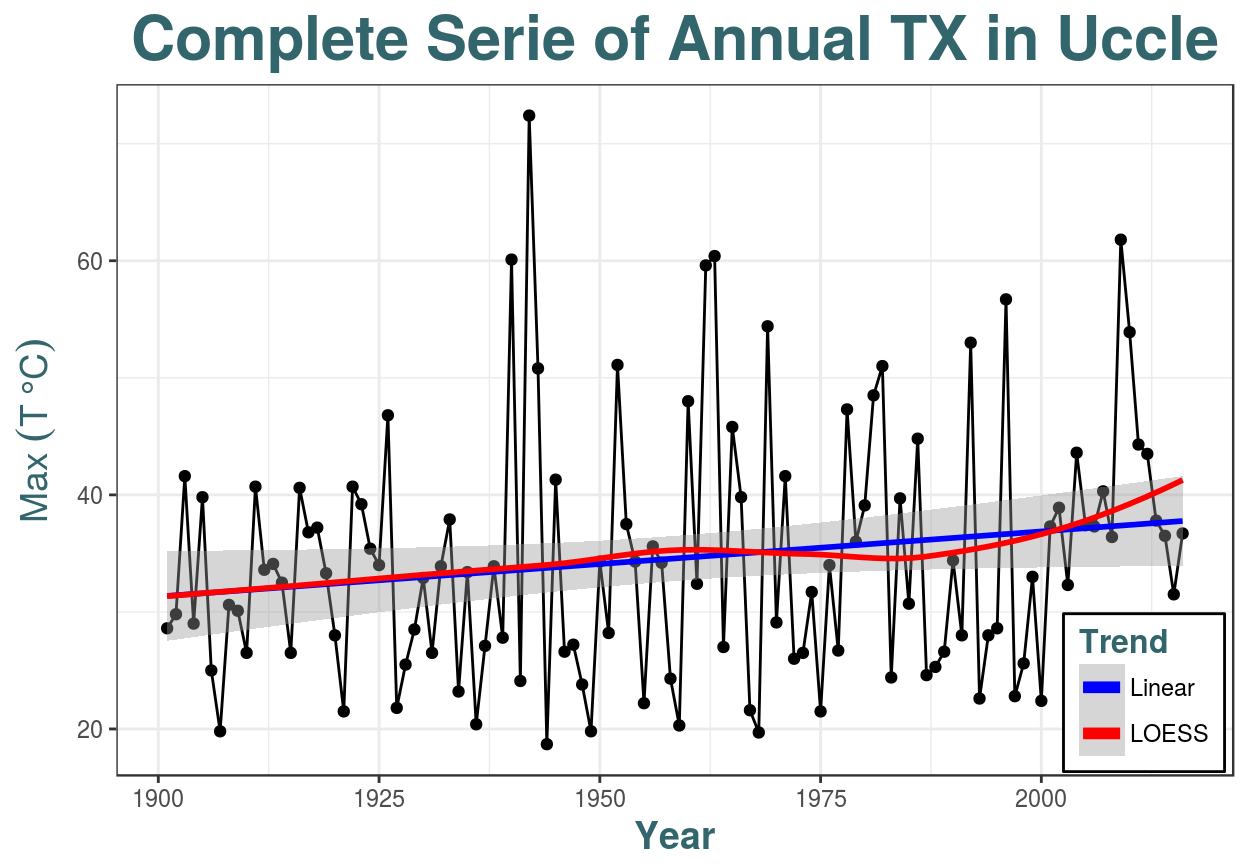 Complete Serie of Annual TX in Uccle
Max (T °C)
60
40
20
1900 1925 1950 1975 2000
Year
Trend
Linear
LOESS